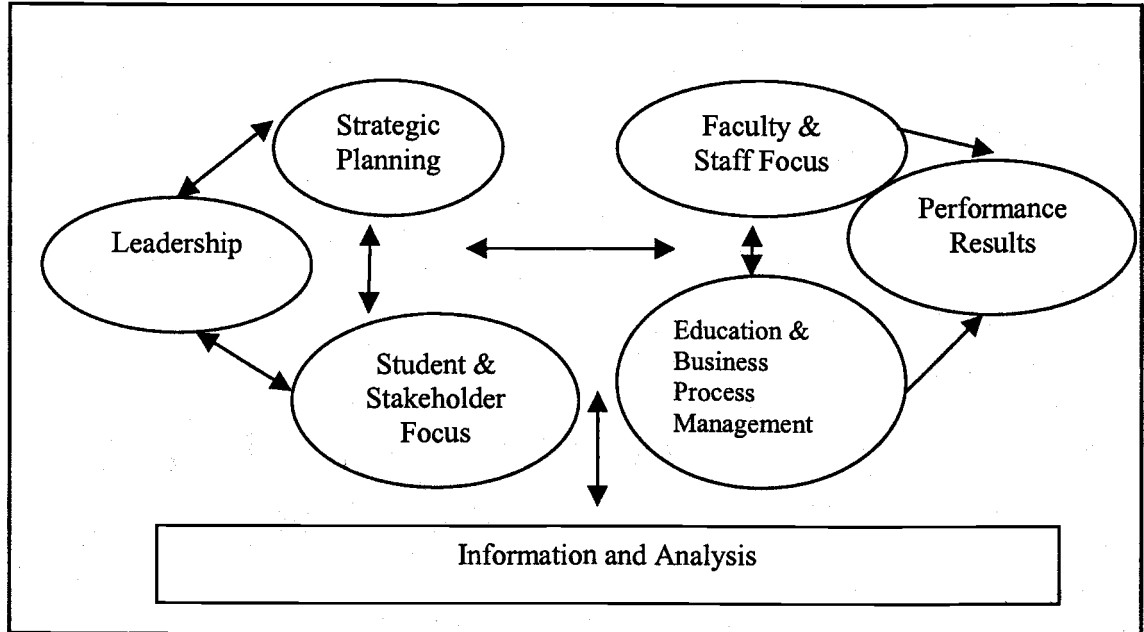 Strategic
Planning
Faculty &
Staff Focus
Leadership
Performance
Results
Student &
Stakeholder
Focus
Education &
Business
Process
Management
Information and Analysis